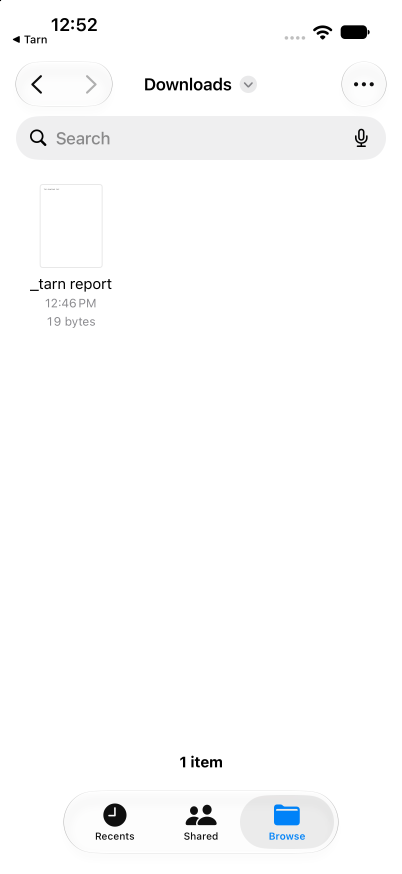 12:52
◀ Tarn
Downloads
Search
_tarn report
12:46 PM
19 bytes
1 item
Recents
Shared
Browse